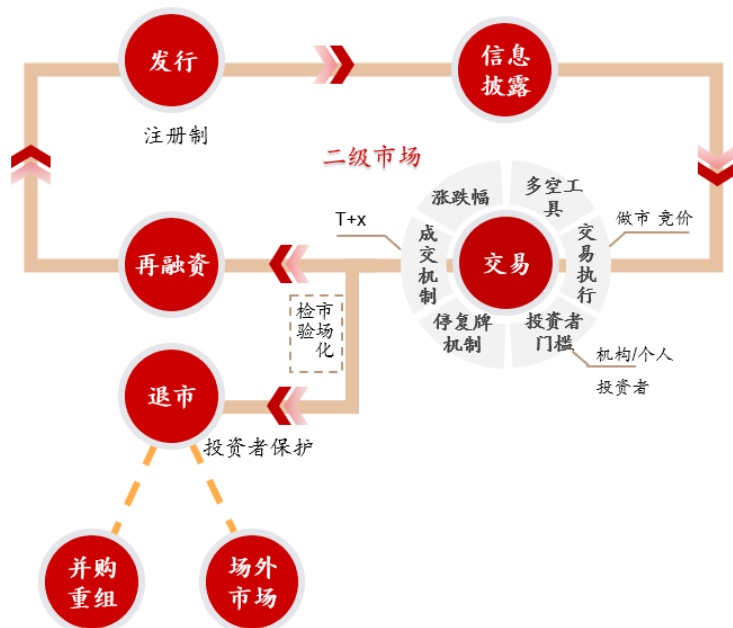 发行
信息
披露
注册制
二级市场
涨跌幅
多空工
具
T+x
成交机制
交易
交易执行
做市 竞价
再融资
停复牌
机制
投资者
门槛
检验
市场化
机构/个人
投资者
退市
投资者保护
并购
重组
场外
市场